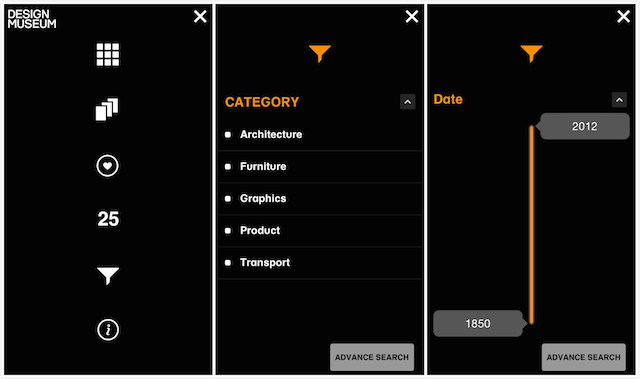 DESIGN
MUSEUM
25
CATEGORY
Architecture
Furniture
Graphics
Product
Transport
ADVANCE SEARCH
Date
2012
1850
ADVANCE SEARCH